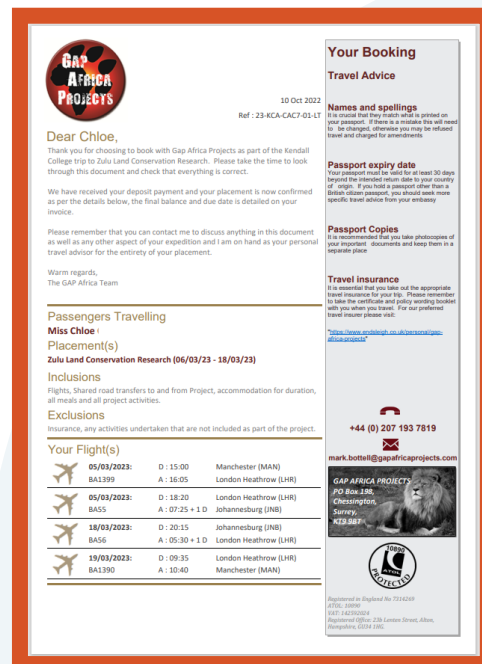 GAP
AFRICA
PROJECTS
10 Oct 2022
Ref : 23-KCA-CAC7-01-LT
Dear Chloe,
Thank you for choosing to book with Gap Africa Projects as part of the Kendall
College trip to Zulu Land Conservation Research. Please take the time to look
through this document and check that everything is correct.
We have received your deposit payment and your placement is now confirmed
as per the details below, the final balance and due date is detailed on your
invoice.
Please remember that you can contact me to discuss anything in this document
as well as any other aspect of your expedition and I am on hand as your personal
travel advisor for the entirety of your placement.
Warm regards,
The GAP Africa Team
Passengers Travelling
Miss Chloe
Placement(s)
Zulu Land Conservation Research (06/03/23 - 18/03/23)
Inclusions
Flights, Shared road transfers to and from Project, accommodation for duration,
all meals and all project activities.
Exclusions
Insurance, any activities undertaken that are not included as part of the project.
Your Flight(s)
05/03/2023: D : 15:00 Manchester (MAN)
BA1399 A : 16:05 London Heathrow (LHR)
05/03/2023: D : 18:20 London Heathrow (LHR)
BA55 A : 07:25 + 1 D Johannesburg (JNB)
18/03/2023: D : 20:15 Johannesburg (JNB)
BA56 A : 05:30 + 1 D London Heathrow (LHR)
19/03/2023: D : 09:35 London Heathrow (LHR)
BA1390 A : 10:40 Manchester (MAN)
Your Booking
Travel Advice
Names and spellings
It is crucial that they match what is printed on
your passport. If there is a mistake this will need
to be changed, otherwise you may be refused
travel and charged for amendments
Passport expiry date
Your passport must be valid for at least 30 days
beyond the intended return date to your country
of origin. If you hold a passport other than a
British citizen passport, you should seek more
specific travel advice from your embassy
Passport Copies
It is recommended that you take photocopies of
your important documents and keep them in a
separate place
Travel insurance
It is essential that you take out the appropriate
travel insurance for your trip. Please remember
to take the certificate and policy wording booklet
with you when you travel. For our preferred
travel insurer please visit:
"https://www.endsleigh.co.uk/personal/gap-
africa-projects"
+44 (0) 207 193 7819
mark.bottell@gapafricaprojects.com
GAP AFRICA PROJECTS
PO Box 198,
Chessington,
Surrey,
KT9 9BT
10890
ATOL
PROTECTED
Registered in England No 7314269
ATOL: 10890
VAT: 142502024
Registered Office: 23b Lenten Street, Alton,
Hampshire, GU34 1HG